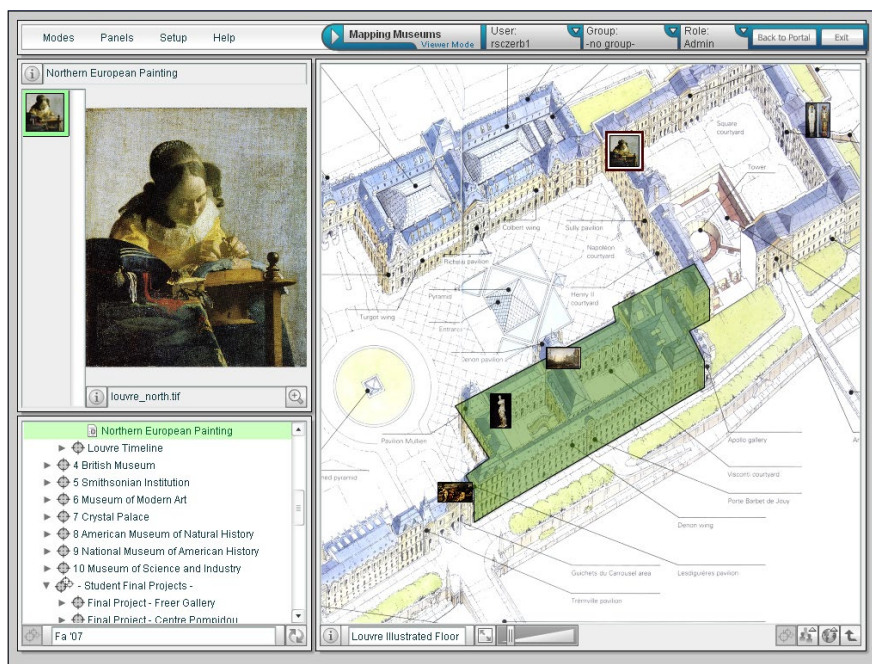 Modes Panels Setup Help
Mapping Museums
Viewer Mode
User:
rsczerb1
Group:
-no group-
Role:
Admin
Back to Portal
Exit
Northern European Painting
louvre_north.tif
Northern European Painting
Louvre Timeline
4 British Museum
5 Smithsonian Institution
6 Museum of Modern Art
7 Crystal Palace
8 American Museum of Natural History
9 National Museum of American History
10 Museum of Science and Industry
- Student Final Projects -
Final Project - Freer Gallery
Final Project - Centre Pompidou
Fa '07
Square
courtyard
Tower
Colbert wing
Sully pavilion
Napoleon
courtyard
Richelieu pavilion
Pyramid
Henry II
courtyard
Turgot wing
Entrance
Denon pavilion
Pavilion Mollien
Apollo gallery
Visconti courtyard
Porte Barbet de Jouy
Denon wing
Guichets du Carrousel area
Lesdiguières pavilion
Trémville pavilion
Louvre Illustrated Floor